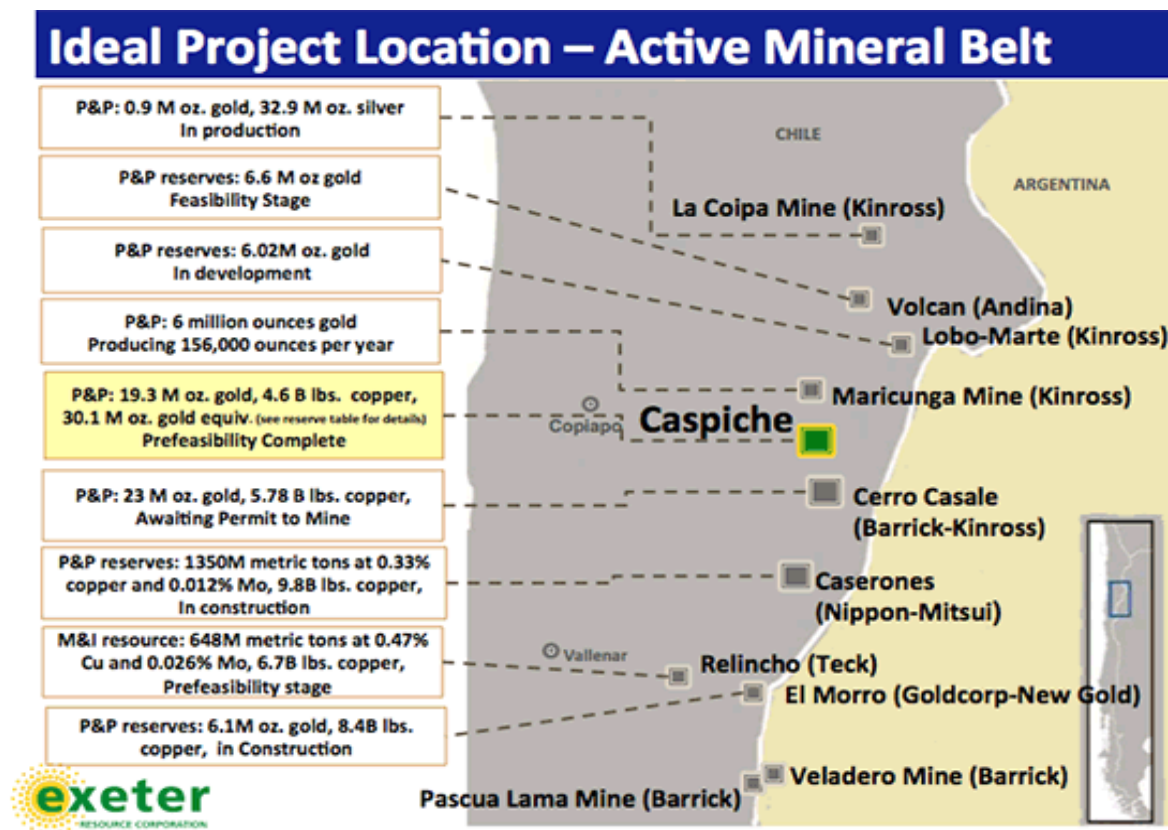 Ideal Project Location – Active Mineral Belt
P&P: 0.9 M oz. gold, 32.9 M oz. silver
In production
P&P reserves: 6.6 M oz gold
Feasibility Stage
P&P reserves: 6.02M oz. gold
In development
P&P: 6 million ounces gold
Producing 156,000 ounces per year
P&P: 19.3 M oz. gold, 4.6 B lbs. copper,
30.1 M oz. gold equiv. (see reserve table for details)
Prefeasibility Complete
P&P: 23 M oz. gold, 5.78 B lbs. copper,
Awaiting Permit to Mine
P&P reserves: 1350M metric tons at 0.33%
copper and 0.012% Mo, 9.8B lbs. copper,
In construction
M&I resource: 648M metric tons at 0.47%
Cu and 0.026% Mo, 6.7B lbs. copper,
Prefeasibility stage
P&P reserves: 6.1M oz. gold, 8.4B lbs.
copper, in Construction
CHILE
ARGENTINA
La Coipa Mine (Kinross)
Volcan (Andina)
Lobo-Marte (Kinross)
Maricunga Mine (Kinross)
Copiapo
Caspiche
Cerro Casale
(Barrick-Kinross)
Caserones
(Nippon-Mitsui)
Vallenar
Relincho (Teck)
El Morro (Goldcorp-New Gold)
Veladero Mine (Barrick)
Pascua Lama Mine (Barrick)
exeter
RESOURCE CORPORATION